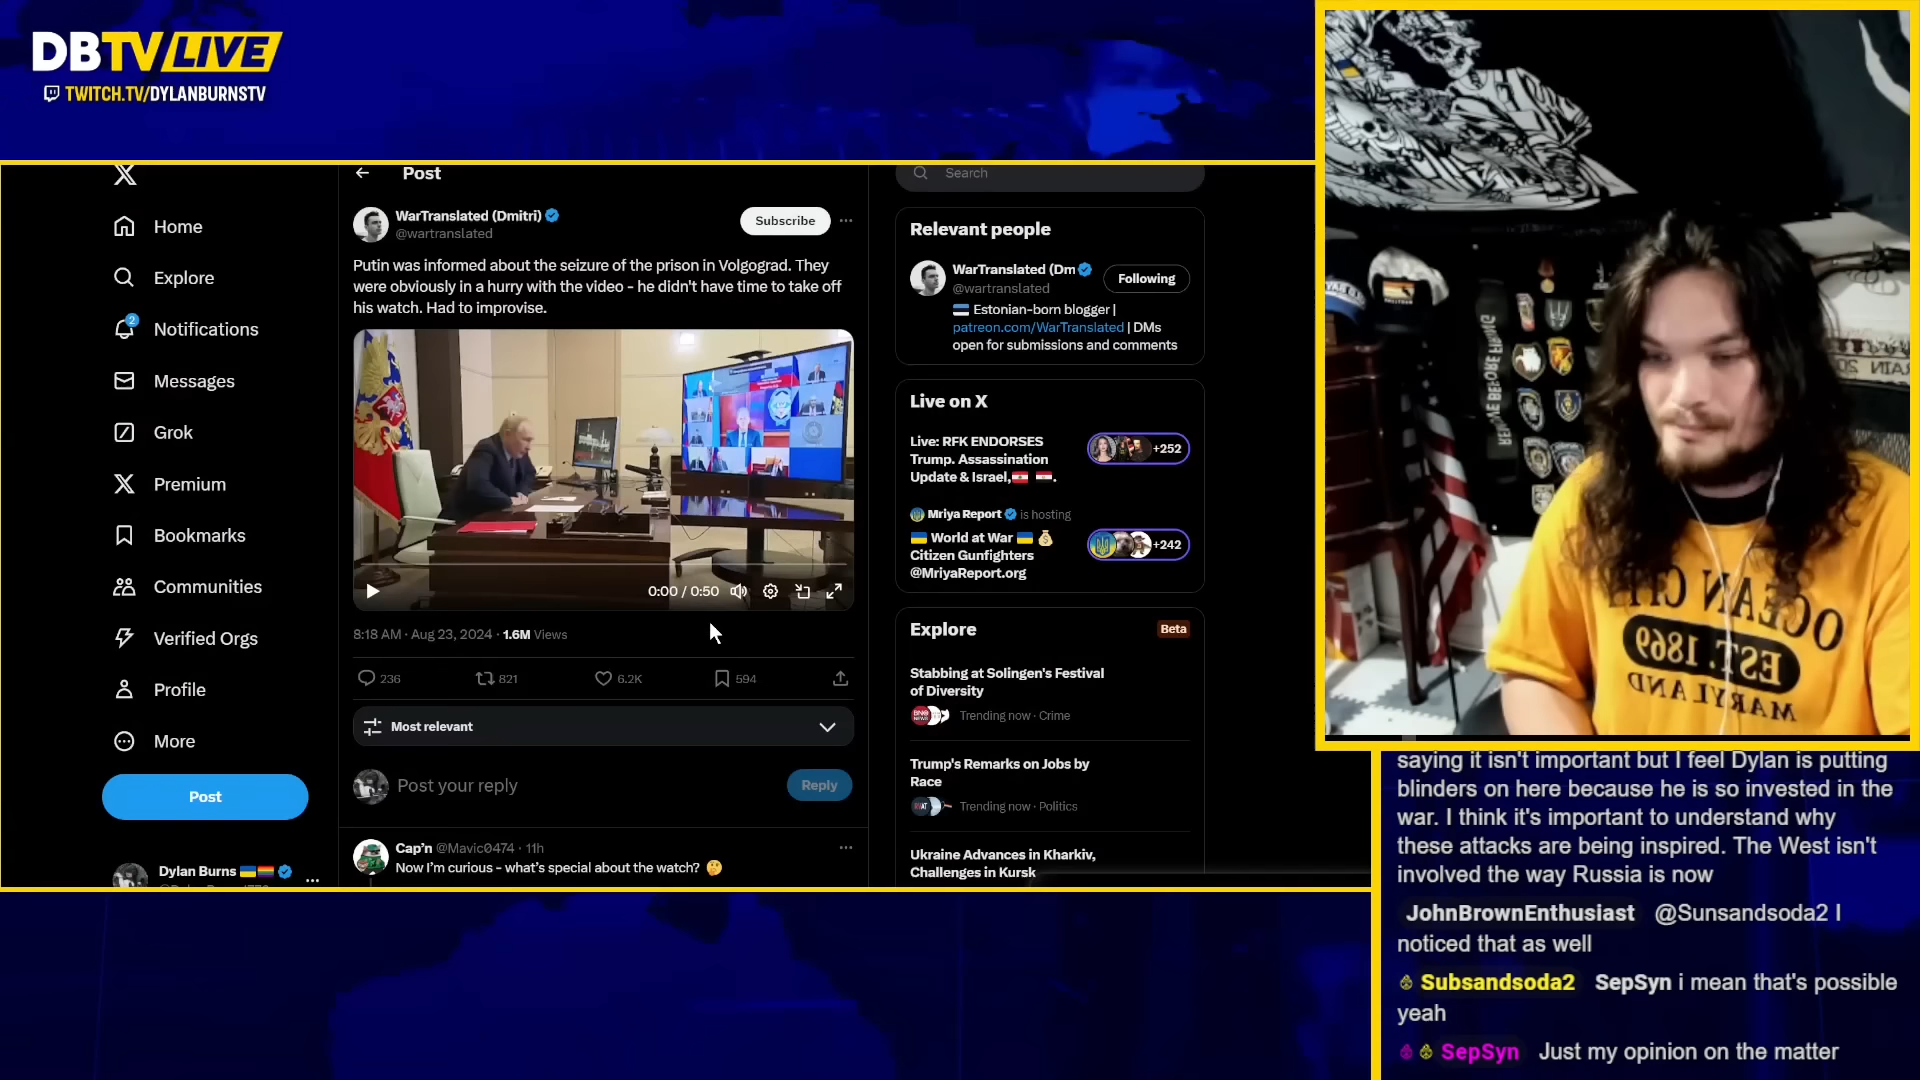 DBTV/LIVE
TWITCH.TV/DYLANBURNSTV
Home
Explore
Notifications
2
Messages
Grok
Premium
Bookmarks
Communities
Verified Orgs
Profile
More
Post
Dylan Burns
Post
WarTranslated (Dmitri)
@wartranslated
Subscribe
Putin was informed about the seizure of the prison in Volgograd. They
were obviously in a hurry with the video - he didn't have time to take off
his watch. Had to improvise.
0:00 / 0:50
8:18 AM · Aug 23, 2024 · 1.6M Views
236
821
6.2K
594
Most relevant
Post your reply
Reply
Cap'n @Mavic0474 · 11h
Now I'm curious - what's special about the watch?
Search
Relevant people
WarTranslated (Dm
@wartranslated
Following
Estonian-born blogger |
patreon.com/WarTranslated | DMs
open for submissions and comments
Live on X
Live: RFK ENDORSES
Trump. Assassination
Update & Israel,
+252
Mriya Report is hosting
World at War
Citizen Gunfighters
@MriyaReport.org
+242
Explore
Beta
Stabbing at Solingen's Festival
of Diversity
Trending now · Crime
Trump's Remarks on Jobs by
Race
Trending now · Politics
Ukraine Advances in Kharkiv,
Challenges in Kursk
REMOVE BEFORE FIRING
OCEAN CITY
EST. 1869
MARYLAND
saying it isn't important but I feel Dylan is putting
blinders on here because he is so invested in the
war. I think it's important to understand why
these attacks are being inspired. The West isn't
involved the way Russia is now
JohnBrownEnthusiast @Sunsandsoda2 I
noticed that as well
Subsandsoda2 SepSyn i mean that's possible
yeah
SepSyn Just my opinion on the matter